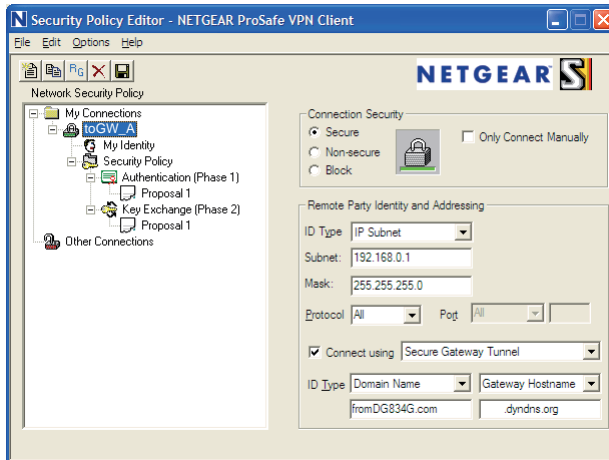 Security Policy Editor - NETGEAR ProSafe VPN Client
File Edit Options Help
NETGEAR
Network Security Policy
My Connections
toGW_A
My Identity
Security Policy
Authentication (Phase 1)
Proposal 1
Key Exchange (Phase 2)
Proposal 1
Other Connections
Connection Security
Secure
Non-secure
Block
Only Connect Manually
Remote Party Identity and Addressing
ID Type IP Subnet
Subnet: 192.168.0.1
Mask: 255.255.255.0
Protocol All Port All
Connect using Secure Gateway Tunnel
ID Type Domain Name Gateway Hostname
fromDG834G.com .dyndns.org